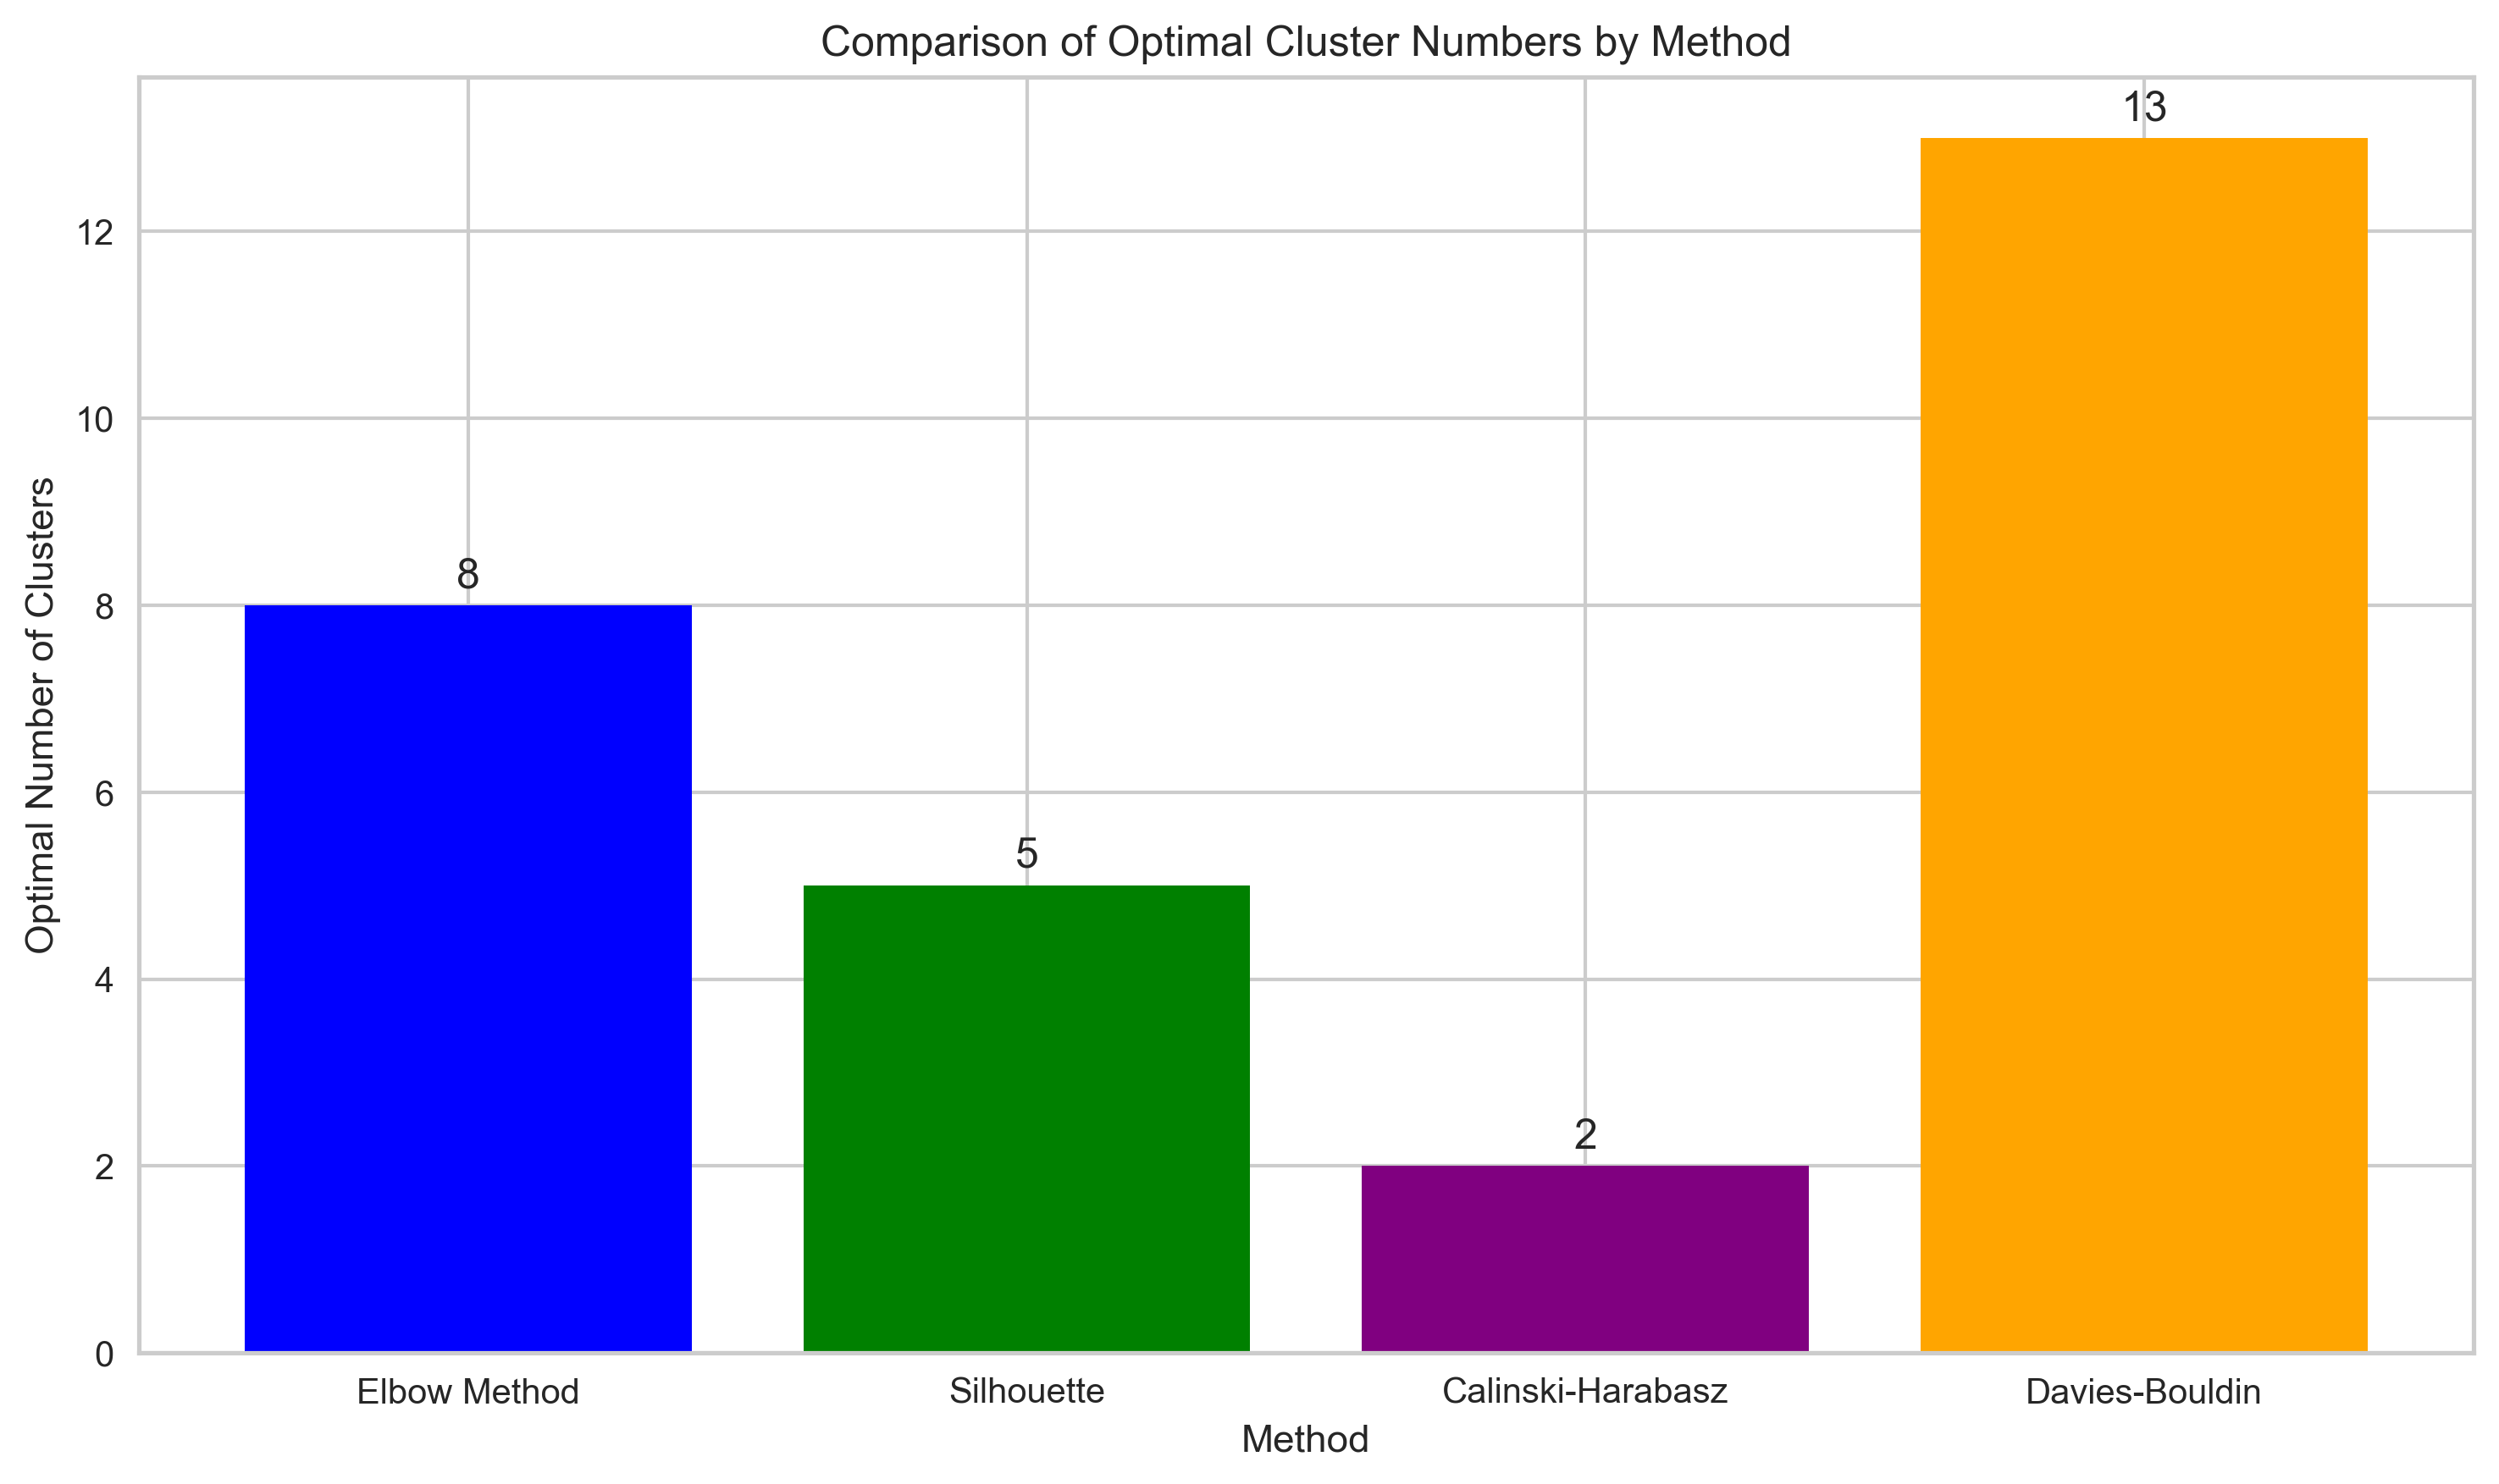 Comparison of Optimal Cluster Numbers by Method
Optimal Number of Clusters
12
10
8
6
4
2
0
8
5
2
13
Elbow Method
Silhouette
Calinski-Harabasz
Davies-Bouldin
Method